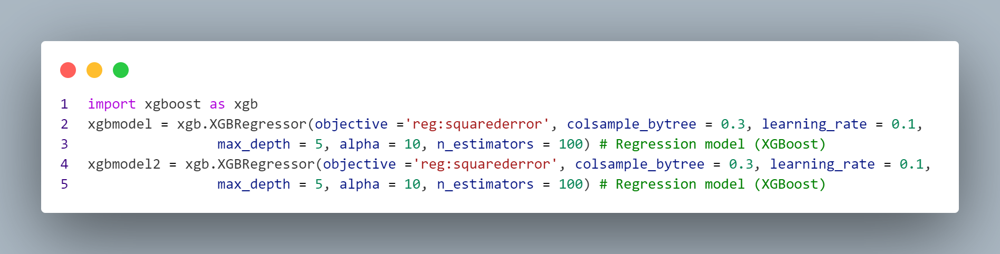 1 import xgboost as xgb
2 xgbmodel = xgb.XGBRegressor(objective ='reg:squarederror', colsample_bytree = 0.3, learning_rate = 0.1,
3                 max_depth = 5, alpha = 10, n_estimators = 100) # Regression model (XGBoost)
4 xgbmodel2 = xgb.XGBRegressor(objective ='reg:squarederror', colsample_bytree = 0.3, learning_rate = 0.1,
5                 max_depth = 5, alpha = 10, n_estimators = 100) # Regression model (XGBoost)